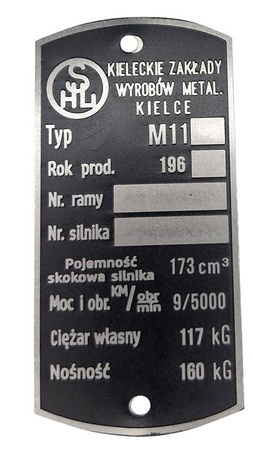 SHL
KIELECKIE ZAKŁADY
WYROBÓW METAL.
KIELCE
Typ M11
Rok prod. 196
Nr. ramy
Nr. silnika
Pojemność
skokowa silnika 173 cm³
Moc i obr. KM/obr min 9/5000
Ciężar własny 117 kG
Nośność 160 kG